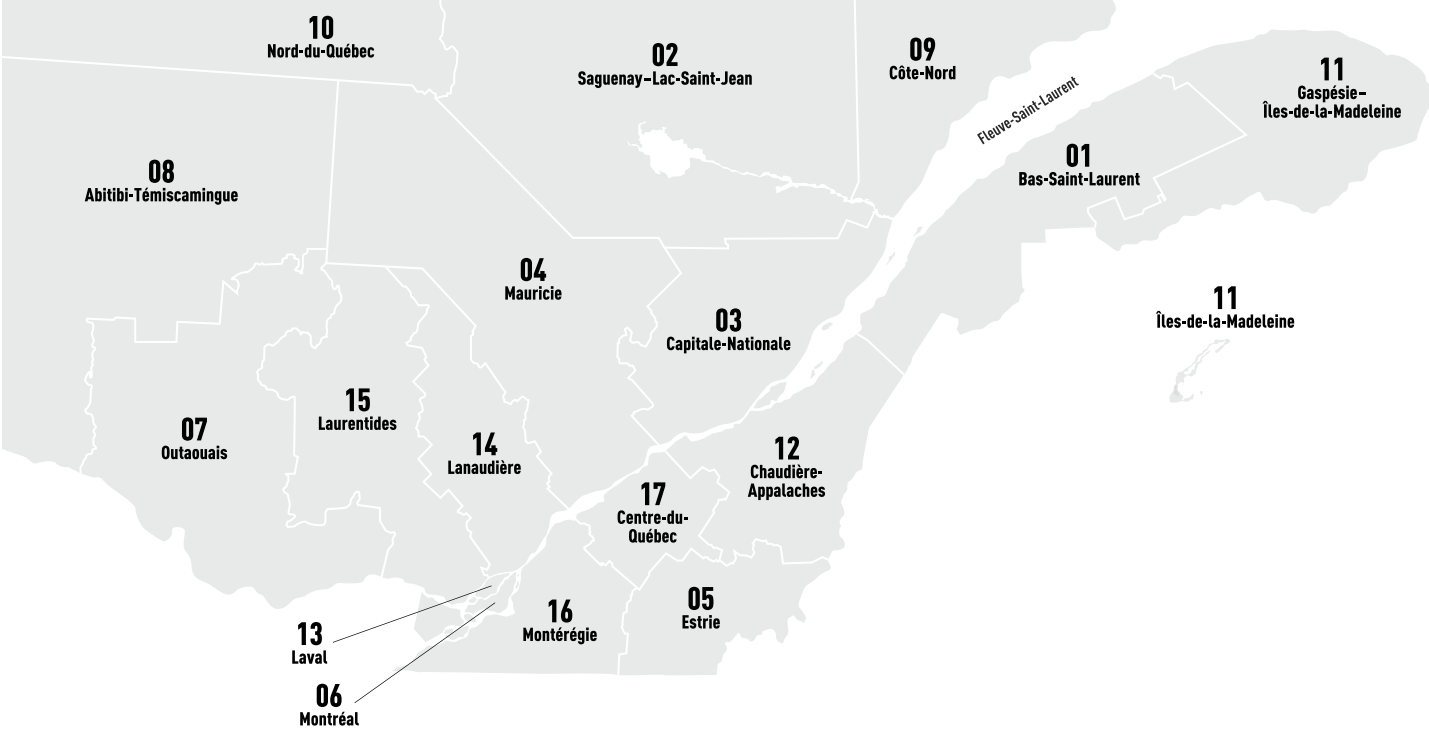 10
Nord-du-Québec
02
Saguenay–Lac-Saint-Jean
09
Côte-Nord
11
Gaspésie–
Îles-de-la-Madeleine
Fleuve-Saint-Laurent
08
Abitibi-Témiscamingue
01
Bas-Saint-Laurent
04
Mauricie
03
Capitale-Nationale
11
Îles-de-la-Madeleine
15
Laurentides
07
Outaouais
14
Lanaudière
12
Chaudière-
Appalaches
17
Centre-du-
Québec
16
Montérégie
05
Estrie
13
Laval
06
Montréal